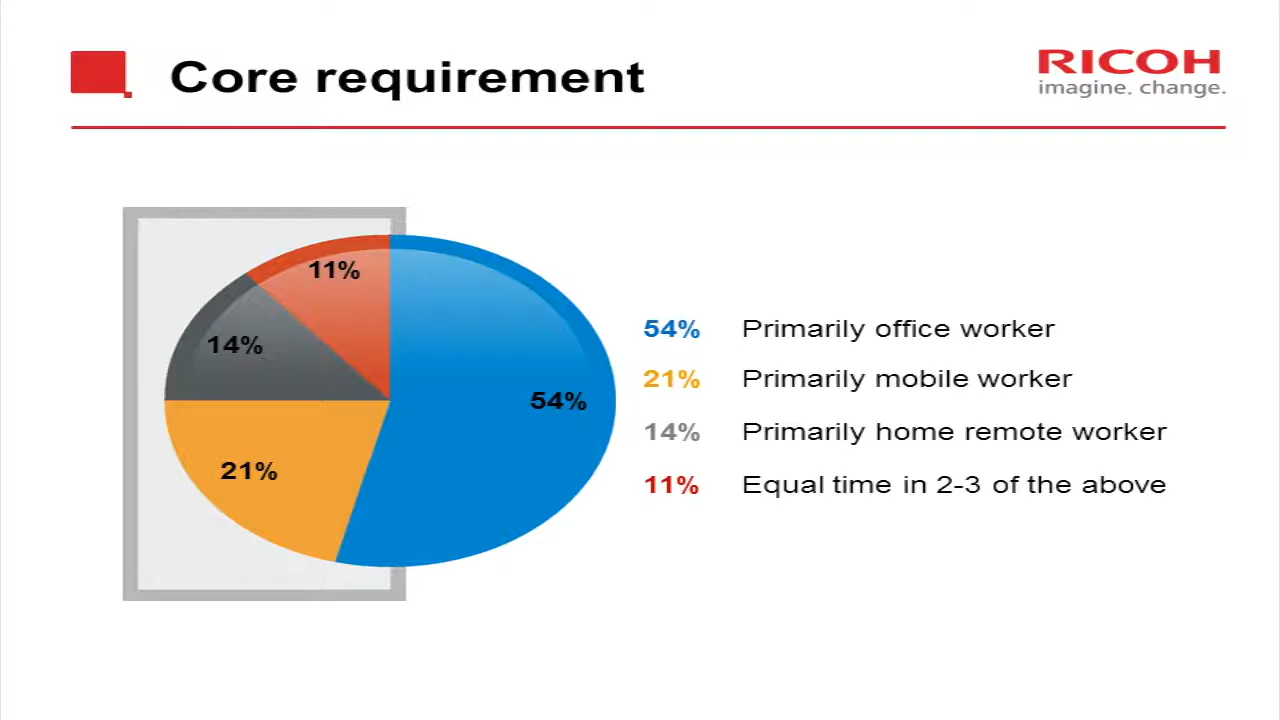 Core requirement
RICOH
imagine. change.
11%
14%
54%
21%
54% Primarily office worker
21% Primarily mobile worker
14% Primarily home remote worker
11% Equal time in 2-3 of the above